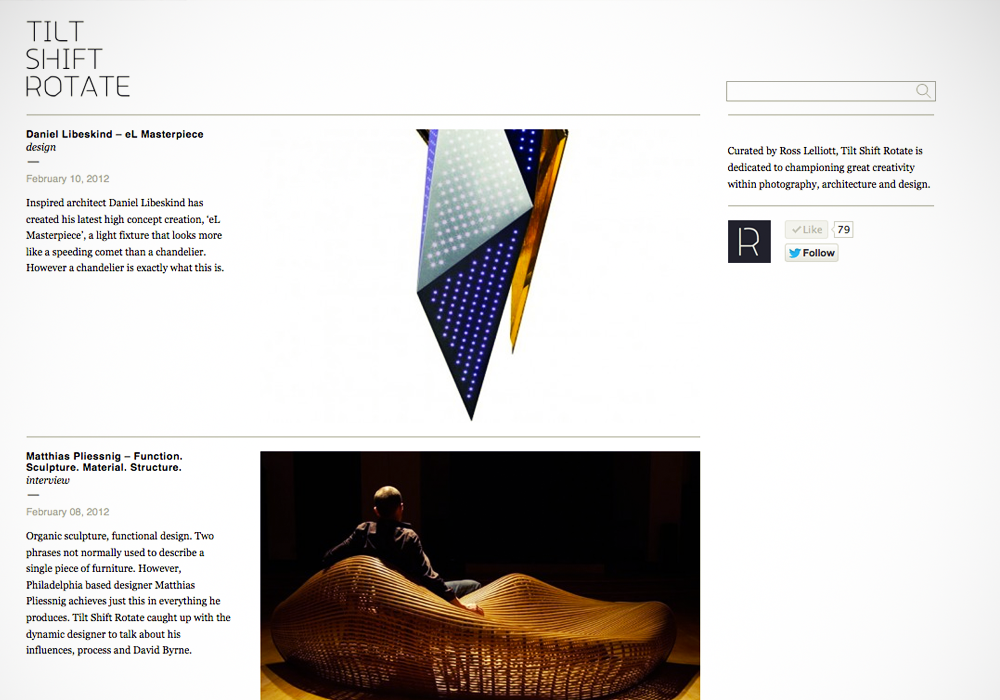 TILT
SHIFT
ROTATE
Daniel Libeskind – eL Masterpiece
design
—
February 10, 2012
Inspired architect Daniel Libeskind has
created his latest high concept creation, ‘eL
Masterpiece’, a light fixture that looks more
like a speeding comet than a chandelier.
However a chandelier is exactly what this is.
Matthias Pliessnig – Function.
Sculpture. Material. Structure.
interview
—
February 08, 2012
Organic sculpture, functional design. Two
phrases not normally used to describe a
single piece of furniture. However,
Philadelphia based designer Matthias
Pliessnig achieves just this in everything he
produces. Tilt Shift Rotate caught up with the
dynamic designer to talk about his
influences, process and David Byrne.
Curated by Ross Lelliott, Tilt Shift Rotate is
dedicated to championing great creativity
within photography, architecture and design.
R
Like 79
Follow